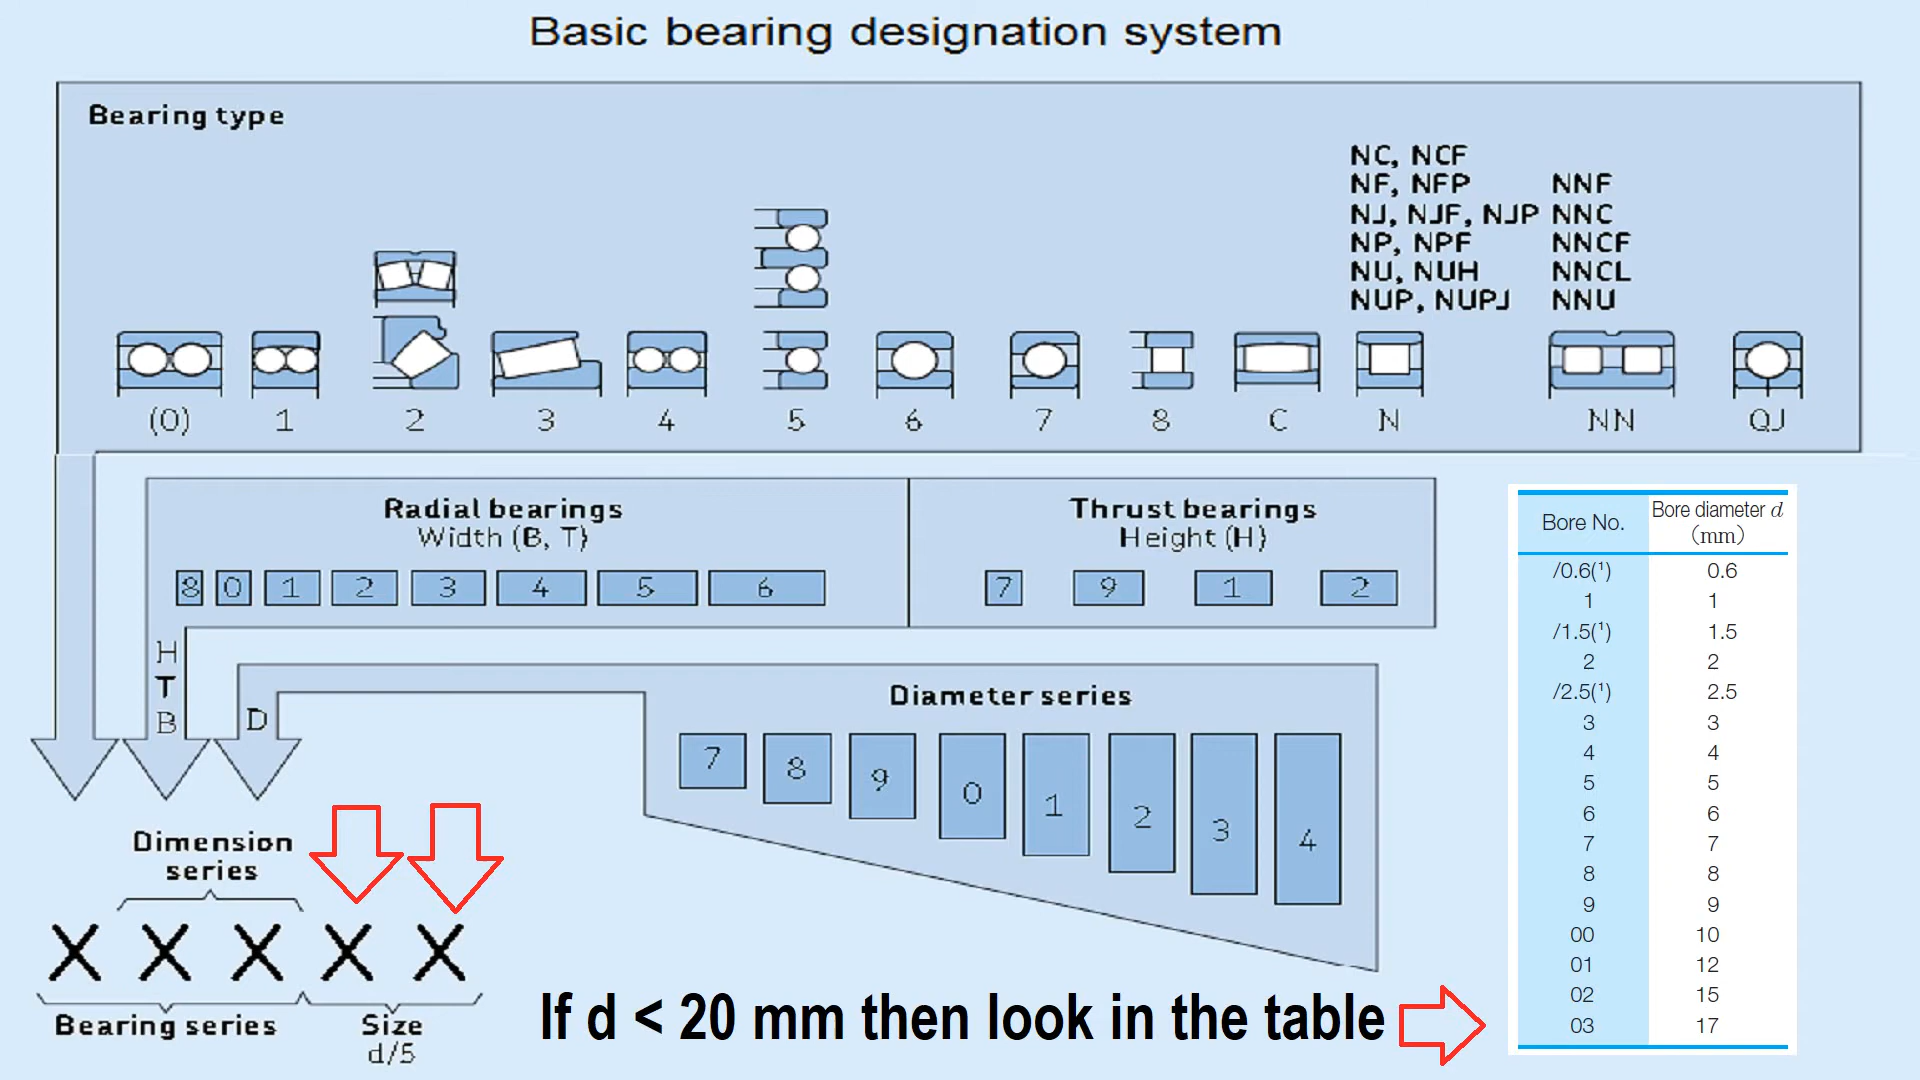 Basic bearing designation system
Bearing type
NC, NCF
NF, NFP NNF
NJ, NJF, NJP NNC
NP, NPF NNCF
NU, NUH NNCL
NUP, NUPJ NNU
(0) 1 2 3 4 5 6 7 8 C N NN QJ
Radial bearings
Width (B, T)
8 0 1 2 3 4 5 6
Thrust bearings
Height (H)
7 9 1 2
H
T
B
D
Diameter series
7 8 9 0 1 2 3 4
Dimension
series
X X X X X
Bearing series
Size
d/5
If d < 20 mm then look in the table
Bore No. Bore diameter d
(mm)
/0.6(¹) 0.6
1 1
/1.5(¹) 1.5
2 2
/2.5(¹) 2.5
3 3
4 4
5 5
6 6
7 7
8 8
9 9
00 10
01 12
02 15
03 17